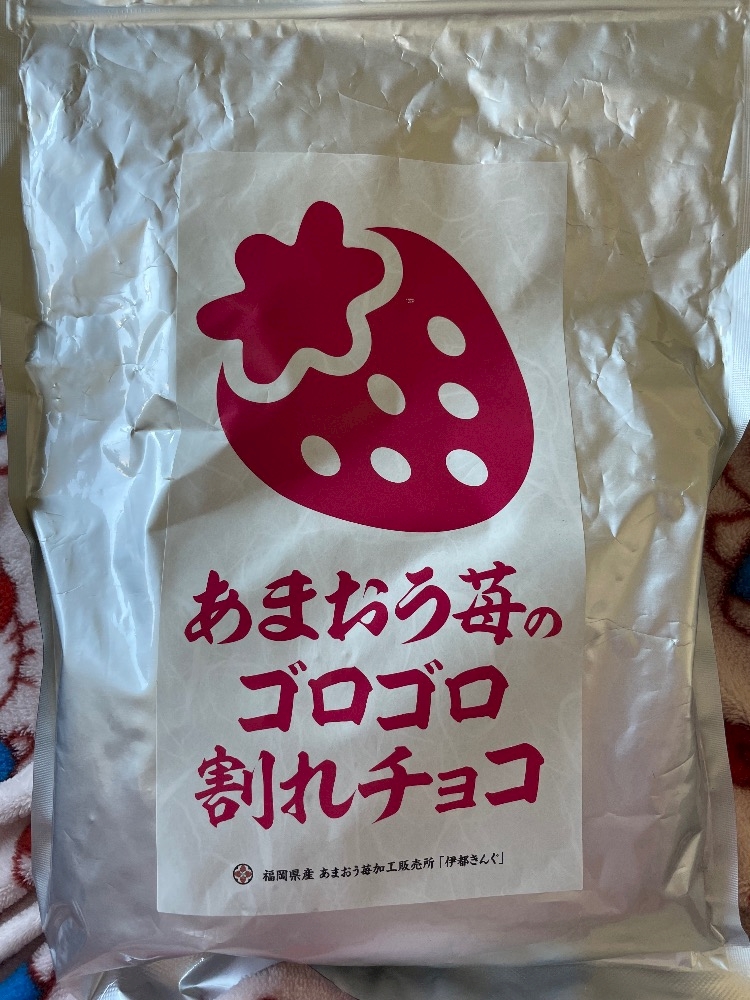 あまおう苺の
ゴロゴロ
割れチョコ
福岡県産 あまおう苺加工販売所「伊都きんぐ」